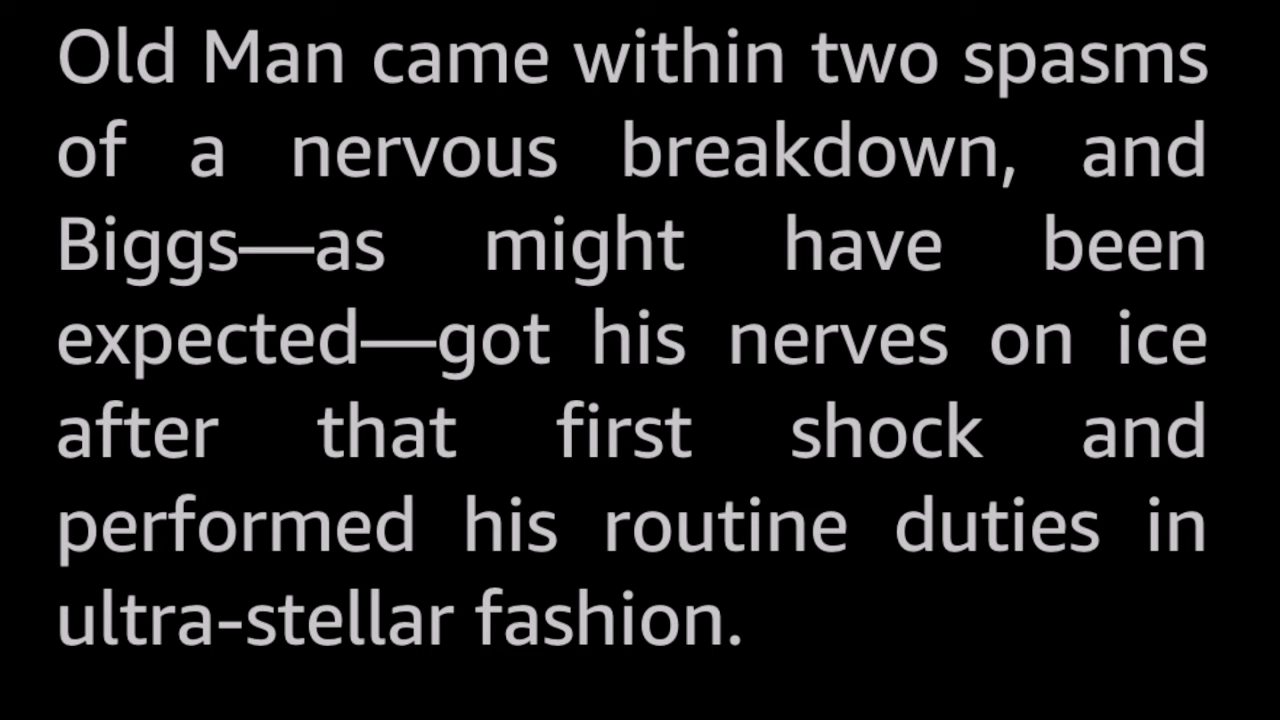 Old Man came within two spasms
of a nervous breakdown, and
Biggs—as might have been
expected—got his nerves on ice
after that first shock and
performed his routine duties in
ultra-stellar fashion.